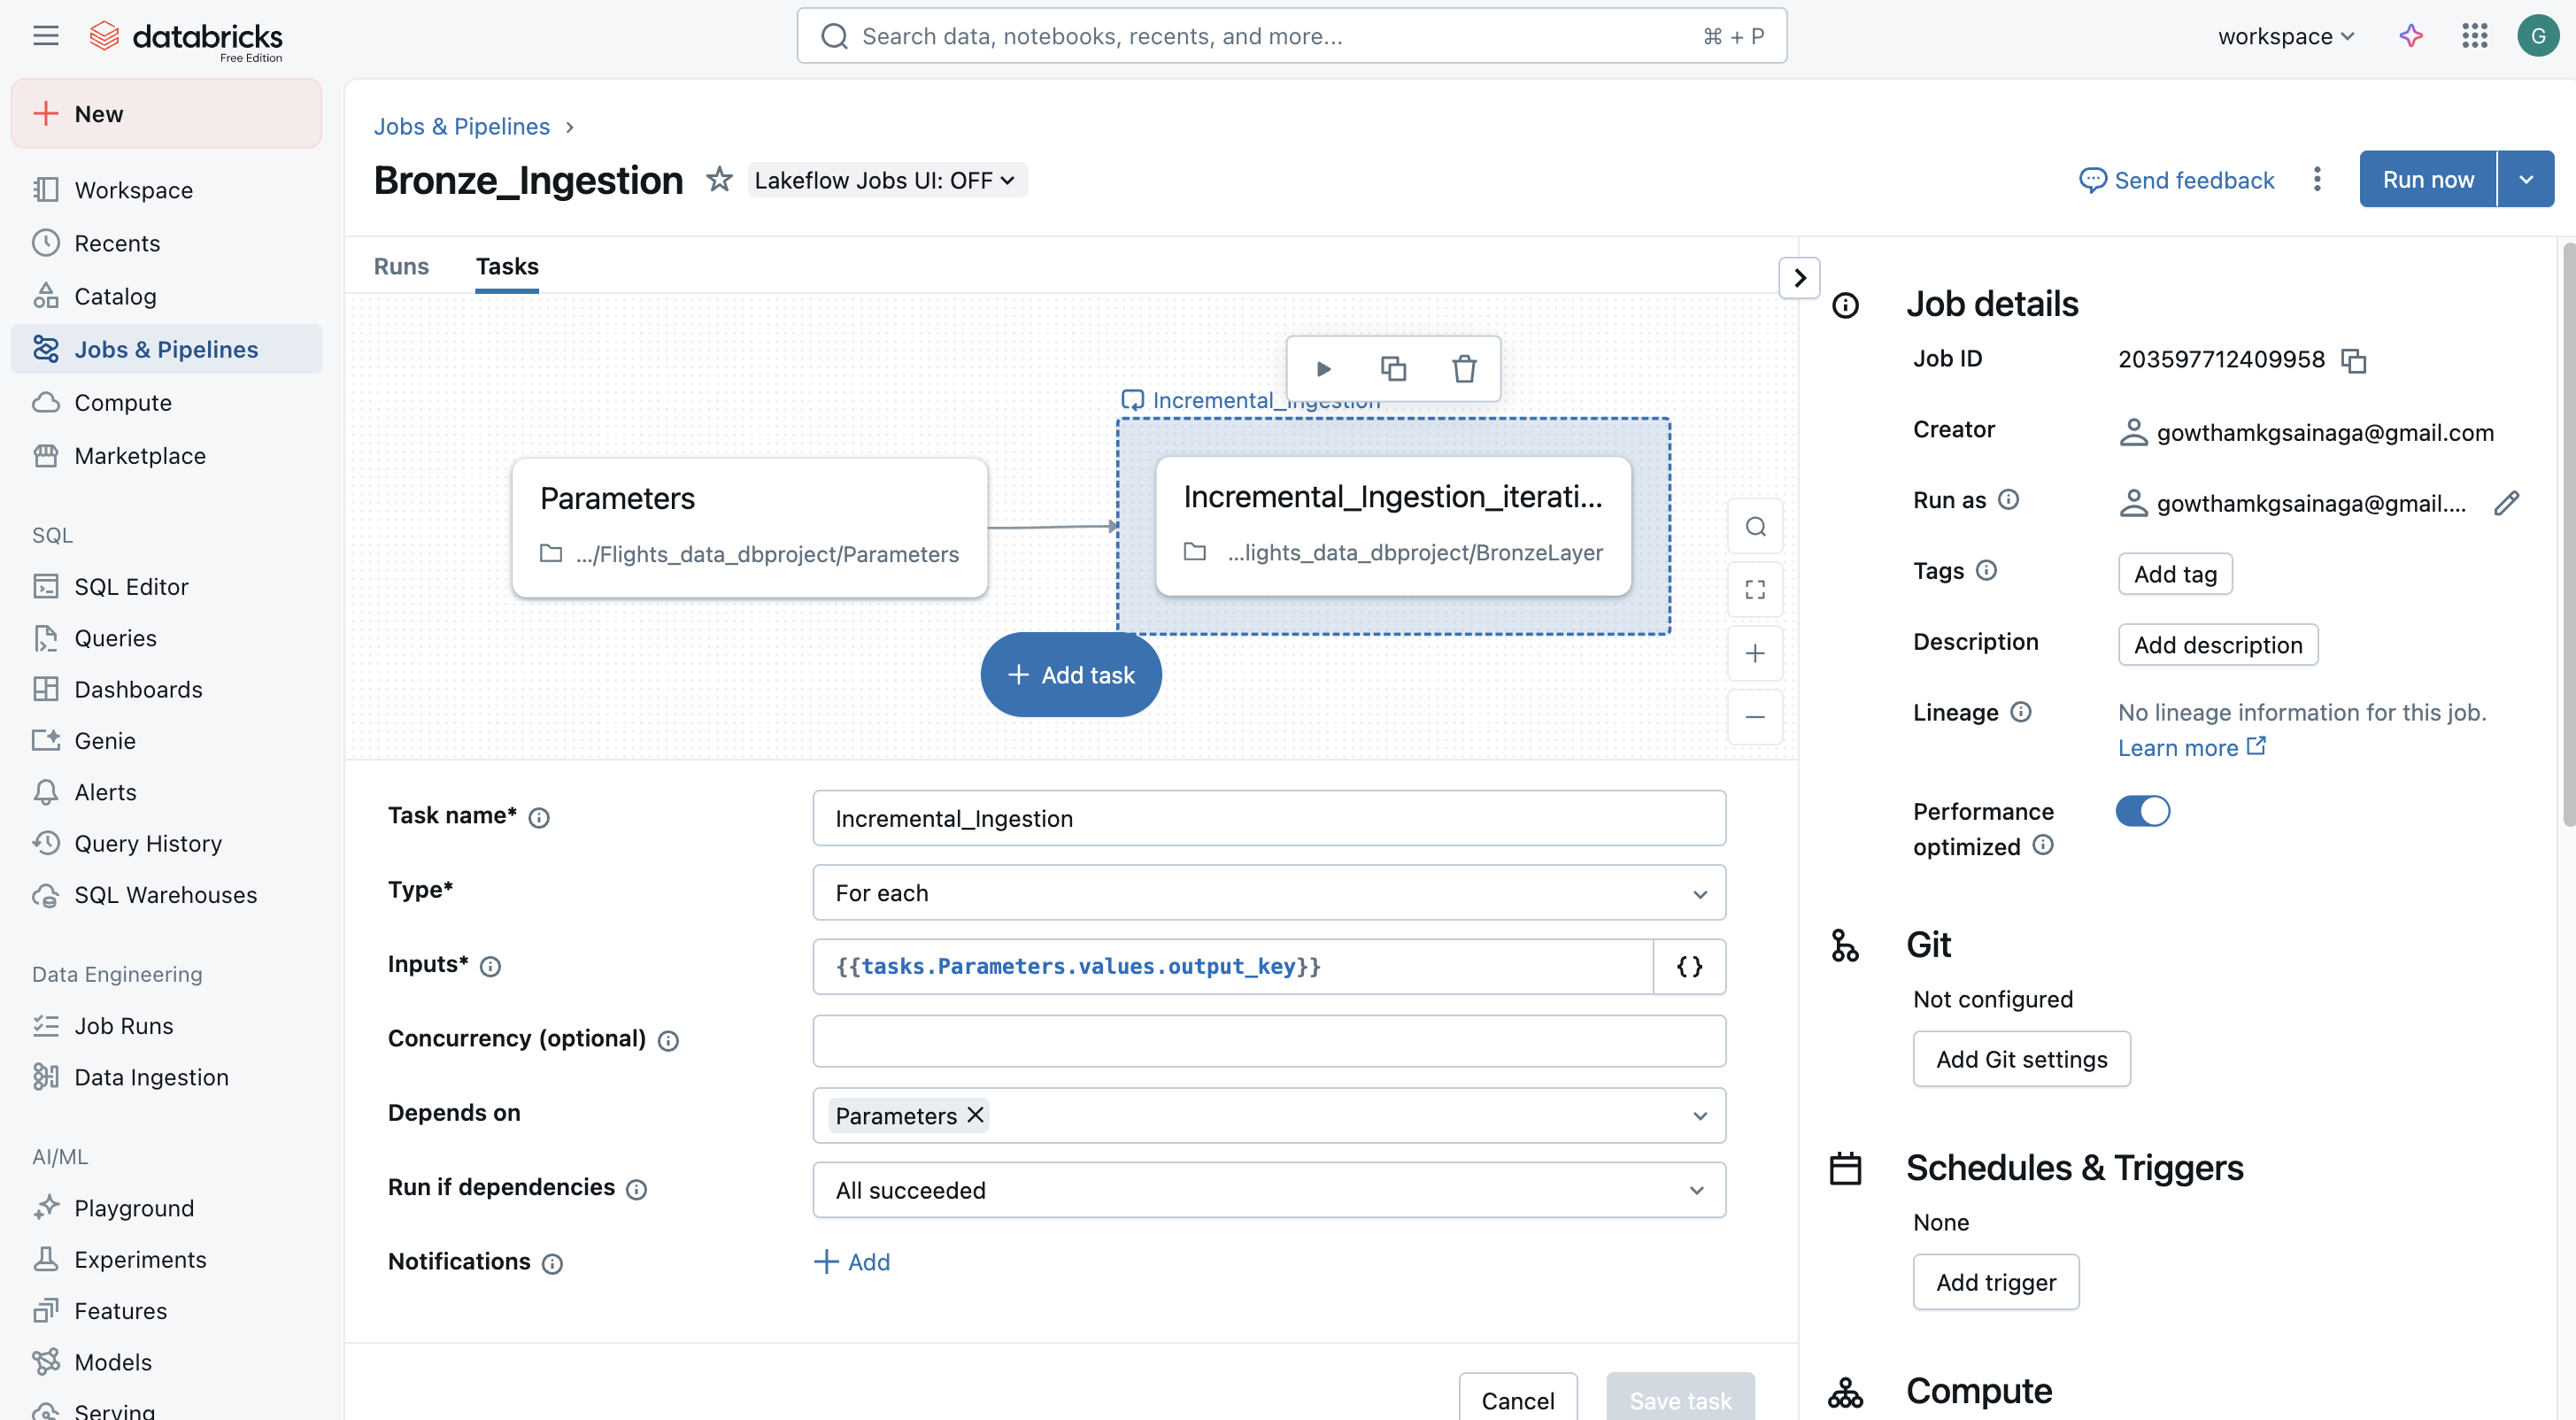 databricks
Free Edition
Search data, notebooks, recents, and more...
⌘ + P
workspace
G
New
Workspace
Recents
Catalog
Jobs & Pipelines
Compute
Marketplace
SQL
SQL Editor
Queries
Dashboards
Genie
Alerts
Query History
SQL Warehouses
Data Engineering
Job Runs
Data Ingestion
AI/ML
Playground
Experiments
Features
Models
Serving
Jobs & Pipelines
Bronze_Ingestion
Lakeflow Jobs UI: OFF
Send feedback
Run now
Runs
Tasks
Incremental_Ingestion
Parameters
.../Flights_data_dbproject/Parameters
Incremental_Ingestion_iterati...
...lights_data_dbproject/BronzeLayer
+ Add task
Task name*
Incremental_Ingestion
Type*
For each
Inputs*
{{tasks.Parameters.values.output_key}}
{}
Concurrency (optional)
Depends on
Parameters
Run if dependencies
All succeeded
Notifications
+ Add
Cancel
Save task
Job details
Job ID
203597712409958
Creator
gowthamkgsainaga@gmail.com
Run as
gowthamkgsainaga@gmail....
Tags
Add tag
Description
Add description
Lineage
No lineage information for this job.
Learn more
Performance
optimized
Git
Not configured
Add Git settings
Schedules & Triggers
None
Add trigger
Compute